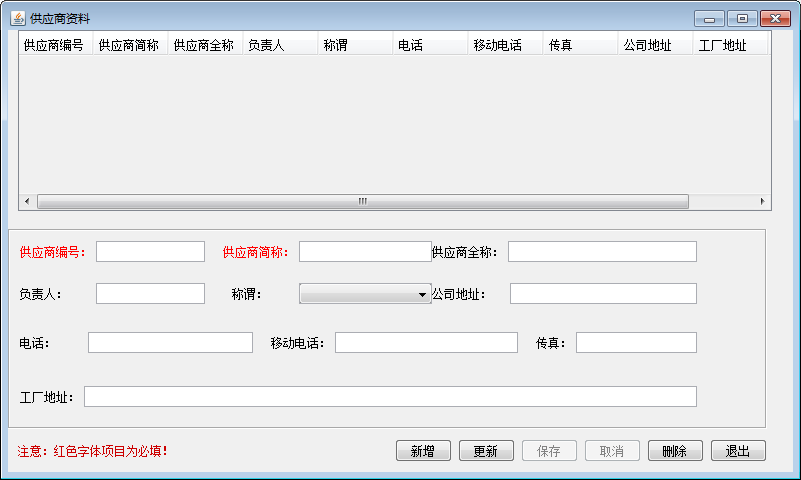 供应商资料
供应商编号 供应商简称 供应商全称 负责人 称谓 电话 移动电话 传真 公司地址 工厂地址
供应商编号: 供应商简称: 供应商全称:
负责人: 称谓: 公司地址:
电话: 移动电话: 传真:
工厂地址:
注意: 红色字体项目为必填! 新增 更新 保存 取消 删除 退出